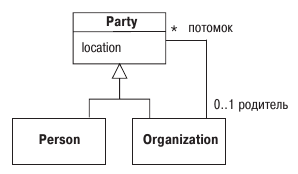 Party
* потомок
location
0..1 родитель
Person
Organization